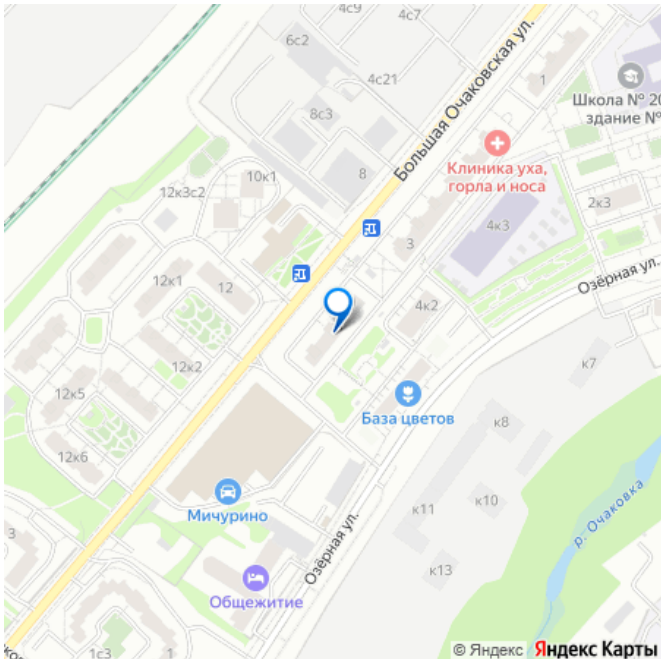 4с9
4с7
6с2
4с21
8с3
Большая Очаковская ул.
1
Школа № 20
здание №
Клиника уха,
горла и носа
10к1
8
12к3с2
2к3
4к3
3
12к1
12
Озёрная ул.
4к2
12к2
к7
12к5
База цветов
к8
12к6
Мичурино
к10
к11
р. Очаковка
3
Озёрная ул.
к13
Общежитие
1с3
1
© Яндекс Яндекс Карты